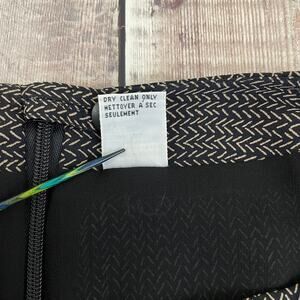 DRY CLEAN ONLY
NETTOYER A SEC
SEULEMENT